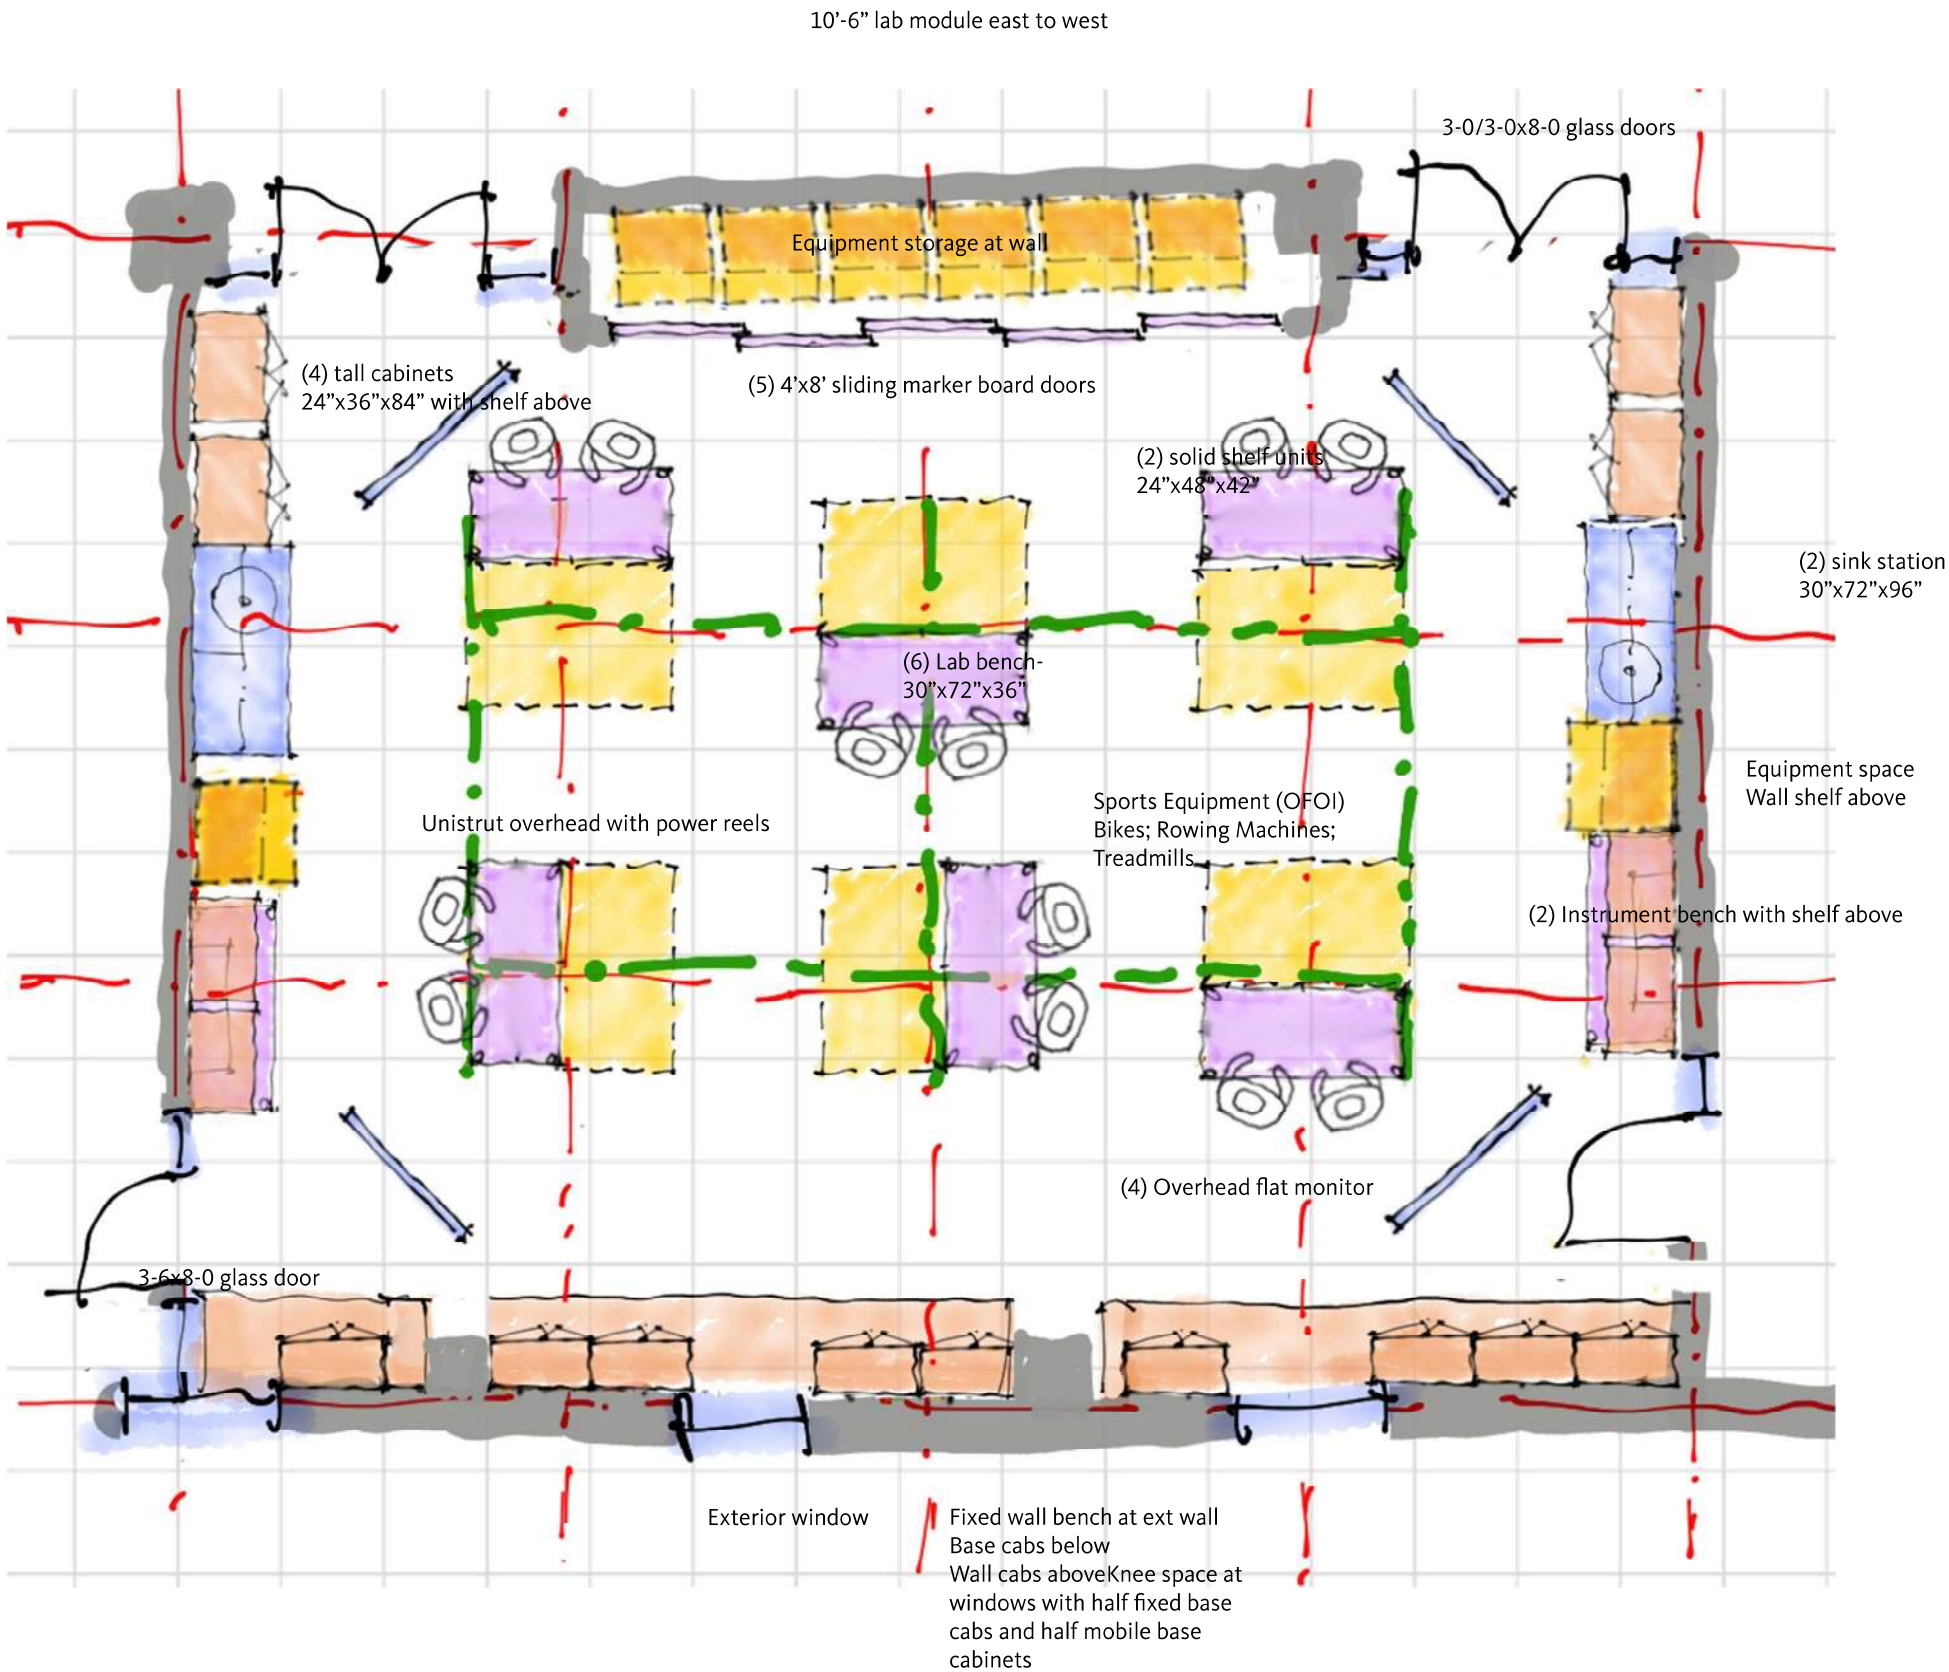 10’-6” lab module east to west
3-0/3-0x8-0 glass doors
Equipment storage at wall
(4) tall cabinets
24”x36”x84” with shelf above
(5) 4’x8’ sliding marker board doors
(2) solid shelf units
24”x48”x42”
(2) sink station
30”x72”x96”
(6) Lab bench-
30”x72”x36”
Equipment space
Wall shelf above
Unistrut overhead with power reels
Sports Equipment (OFOI)
Bikes; Rowing Machines;
Treadmills
(2) Instrument bench with shelf above
(4) Overhead flat monitor
3-6x8-0 glass door
Exterior window
Fixed wall bench at ext wall
Base cabs below
Wall cabs aboveKnee space at
windows with half fixed base
cabs and half mobile base
cabinets